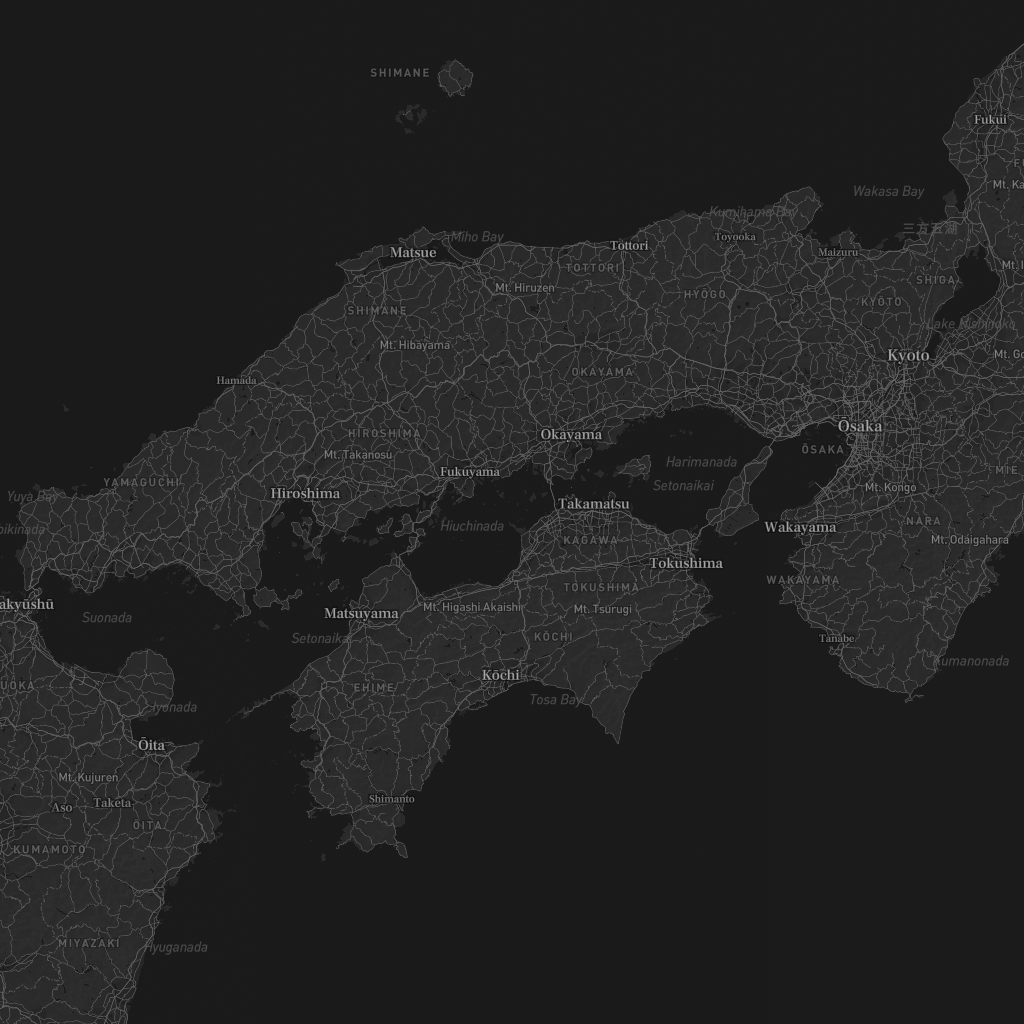 SHIMANE
Fukui
Mt. Ka
Wakasa Bay
Kumihama Bay
三方五湖
Miho Bay
Toyooka
Tottori
Matsue
Maizuru
TOTTORI
Mt. I
SHIGA
Mt. Hiruzen
HYŌGO
KYŌTO
SHIMANE
Lake Nishinoko
Mt. Hibayama
Kyoto
Mt. Go
OKAYAMA
Hamada
Ōsaka
HIROSHIMA
Okayama
ŌSAKA
Mt. Takanosu
Harimanada
Fukuyama
MIE
YAMAGUCHI
Setonaikai
Mt. Kongo
Hiroshima
Yuya Bay
Takamatsu
NARA
Hiuchinada
Wakayama
KAGAWA
Mt. Odaigahara
Tokushima
WAKAYAMA
TOKUSHIMA
akyūshū
Mt. Higashi Akaishi
Mt. Tsurugi
Matsuyama
Suonada
KŌCHI
Setonaikai
Tanabe
kumanonada
Kōchi
UOKA
EHIME
Tosa Bay
Iyonada
Ōita
Mt. Kujuren
Shimanto
Aso
Taketa
ŌITA
KUMAMOTO
MIYAZAKI
Hyuganada